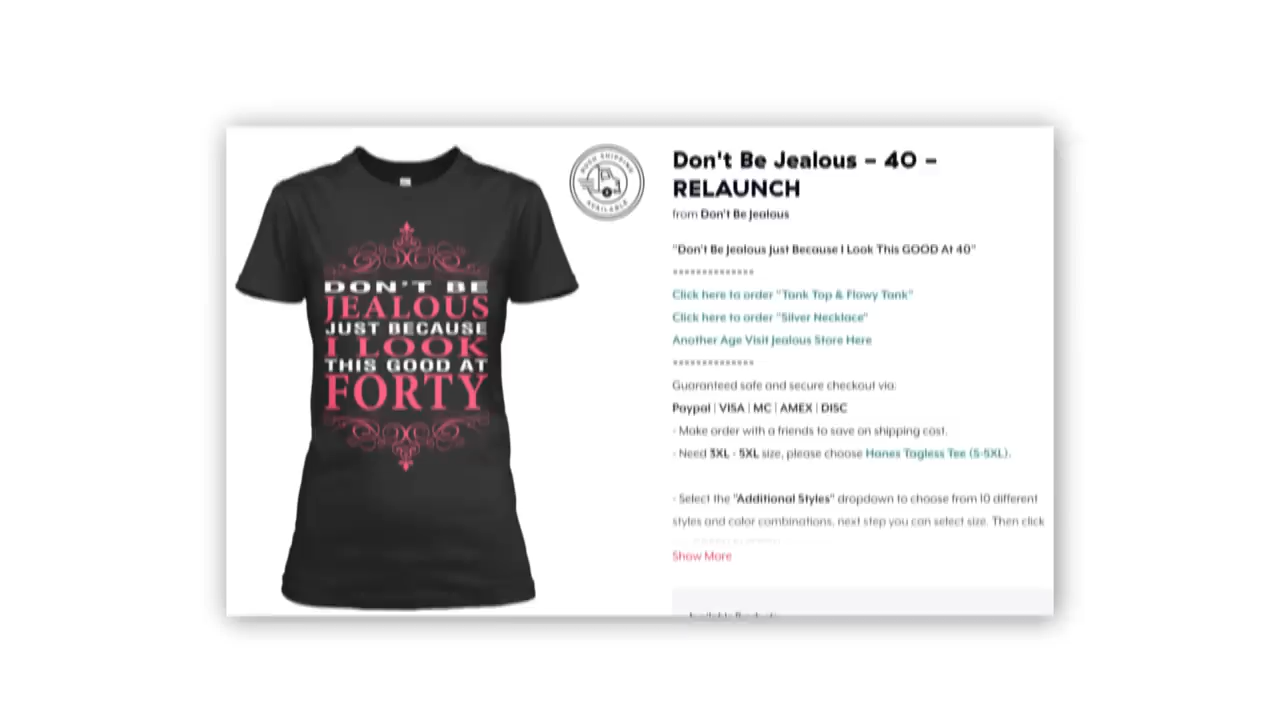 DON'T BE
JEALOUS
JUST BECAUSE
I LOOK
THIS GOOD AT
FORTY
RUSH SHIPPING
AVAILABLE
Don't Be Jealous – 40 –
RELAUNCH
from Don't Be Jealous
"Don't Be Jealous Just Because I Look This GOOD At 40"
==============
Click here to order "Tank Top & Flowy Tank"
Click here to order "Silver Necklace"
Another Age Visit Jealous Store Here
==============
Guaranteed safe and secure checkout via:
Paypal | VISA | MC | AMEX | DISC
- Make order with a friends to save on shipping cost.
- Need 3XL - 5XL size, please choose Hanes Tagless Tee (S-5XL).
- Select the "Additional Styles" dropdown to choose from 10 different
styles and color combinations, next step you can select size. Then click
Show More